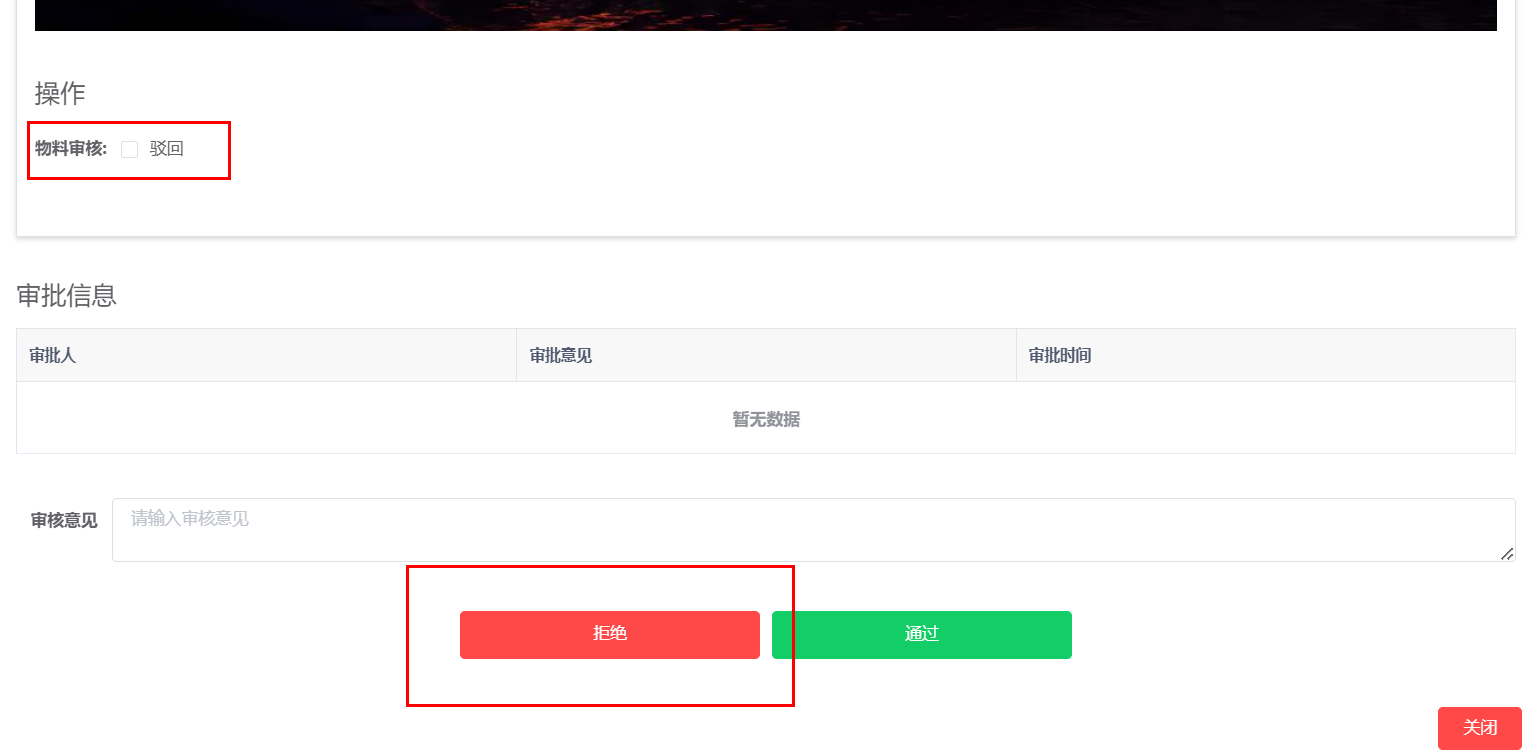 操作
物料审核: 驳回
审批信息
审批人 审批意见 审批时间
暂无数据
审核意见 请输入审核意见
拒绝 通过
关闭